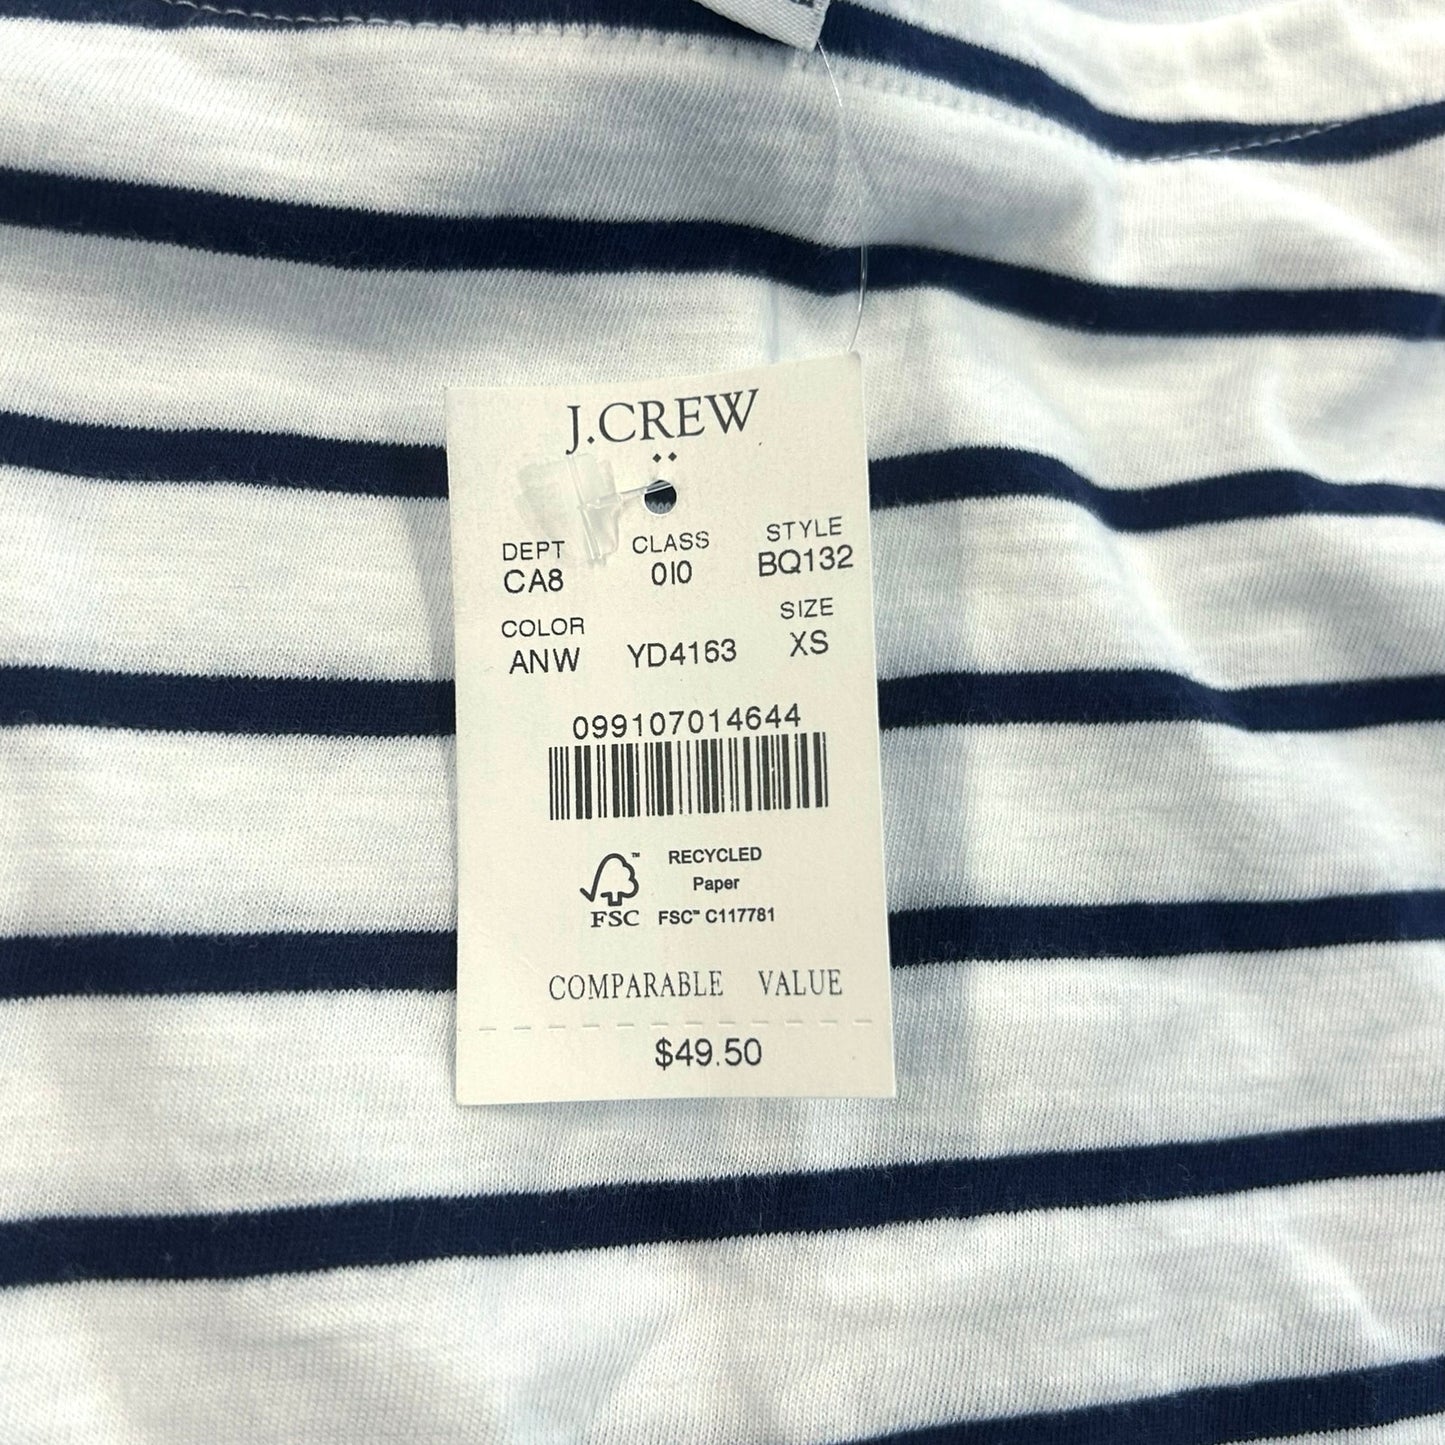 J.CREW
DEPT CLASS STYLE
CA8 010 BQ132
COLOR SIZE
ANW YD4163 XS
099107014644
RECYCLED
Paper
FSC™ FSC™ C117781
COMPARABLE VALUE
$49.50